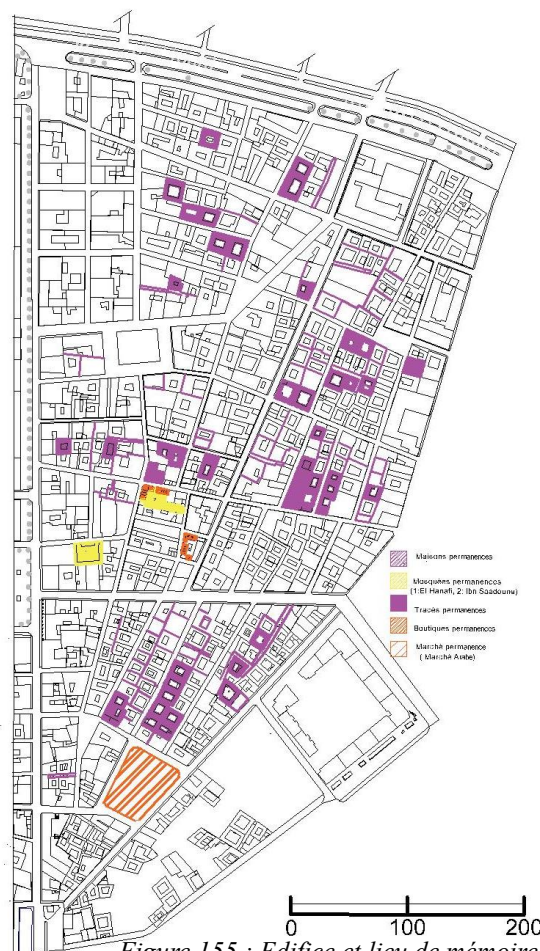 Maisons permanences
Mosquées permanences
(1:El Hanafi, 2: Ibn Saadoune)
Tracés permanences
Boutiques permanences
Marché permanence
( Marché Arabe)
0 100 200
Figure 155 : Edifice et lieu de mémoire